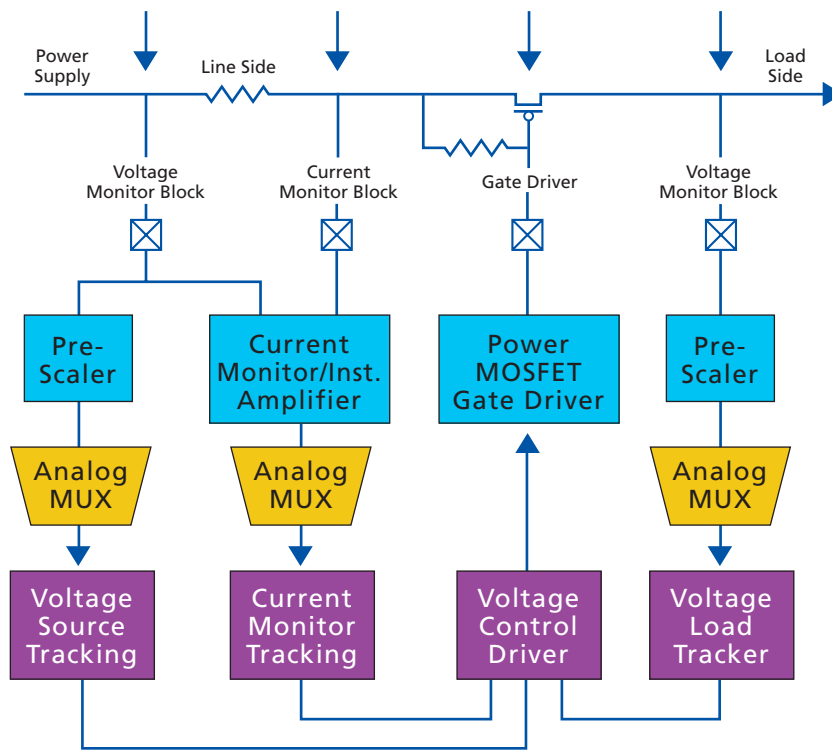 Power
Supply
Line Side
Load
Side
Voltage
Monitor Block
Current
Monitor Block
Gate Driver
Voltage
Monitor Block
Pre-
Scaler
Current
Monitor/Inst.
Amplifier
Power
MOSFET
Gate Driver
Pre-
Scaler
Analog
MUX
Analog
MUX
Analog
MUX
Voltage
Source
Tracking
Current
Monitor
Tracking
Voltage
Control
Driver
Voltage
Load
Tracker